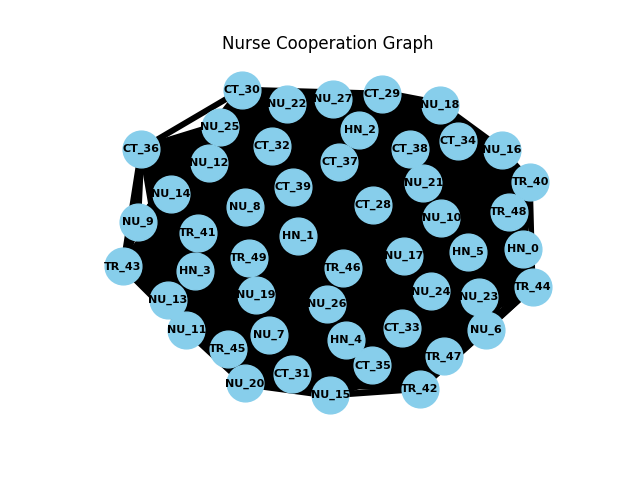 Nurse Cooperation Graph
CT_30
CT_29
NU_27
NU_22
NU_18
NU_25
HN_2
CT_34
CT_32
CT_36
CT_38
NU_16
NU_12
CT_37
TR_40
NU_21
CT_39
NU_14
CT_28
NU_8
TR_48
NU_10
NU_9
TR_41
HN_1
HN_0
HN_5
NU_17
TR_49
TR_43
TR_46
HN_3
TR_44
NU_24
NU_19
NU_23
NU_13
NU_26
NU_11
NU_6
CT_33
NU_7
HN_4
TR_45
TR_47
CT_35
CT_31
NU_20
TR_42
NU_15